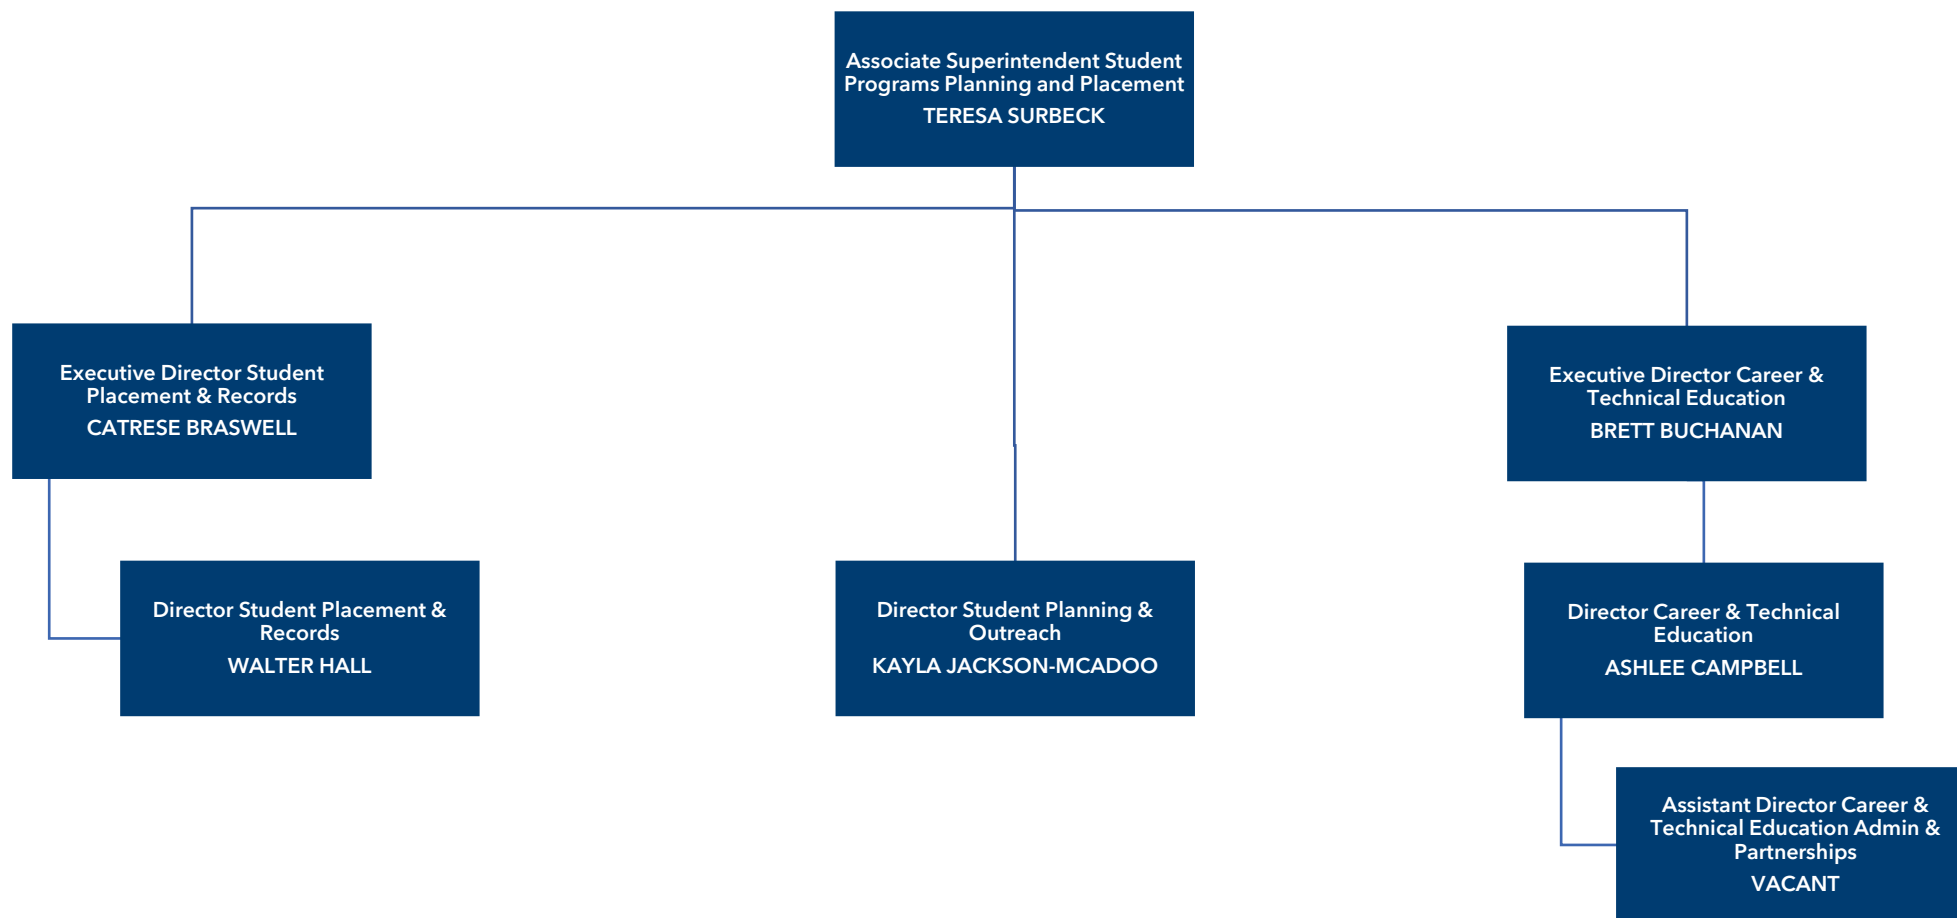 Associate Superintendent Student
Programs Planning and Placement
TERESA SURBECK
Executive Director Student
Placement & Records
CATRESE BRASWELL
Executive Director Career &
Technical Education
BRETT BUCHANAN
Director Student Placement &
Records
WALTER HALL
Director Student Planning &
Outreach
KAYLA JACKSON-MCADOO
Director Career & Technical
Education
ASHLEE CAMPBELL
Assistant Director Career &
Technical Education Admin &
Partnerships
VACANT